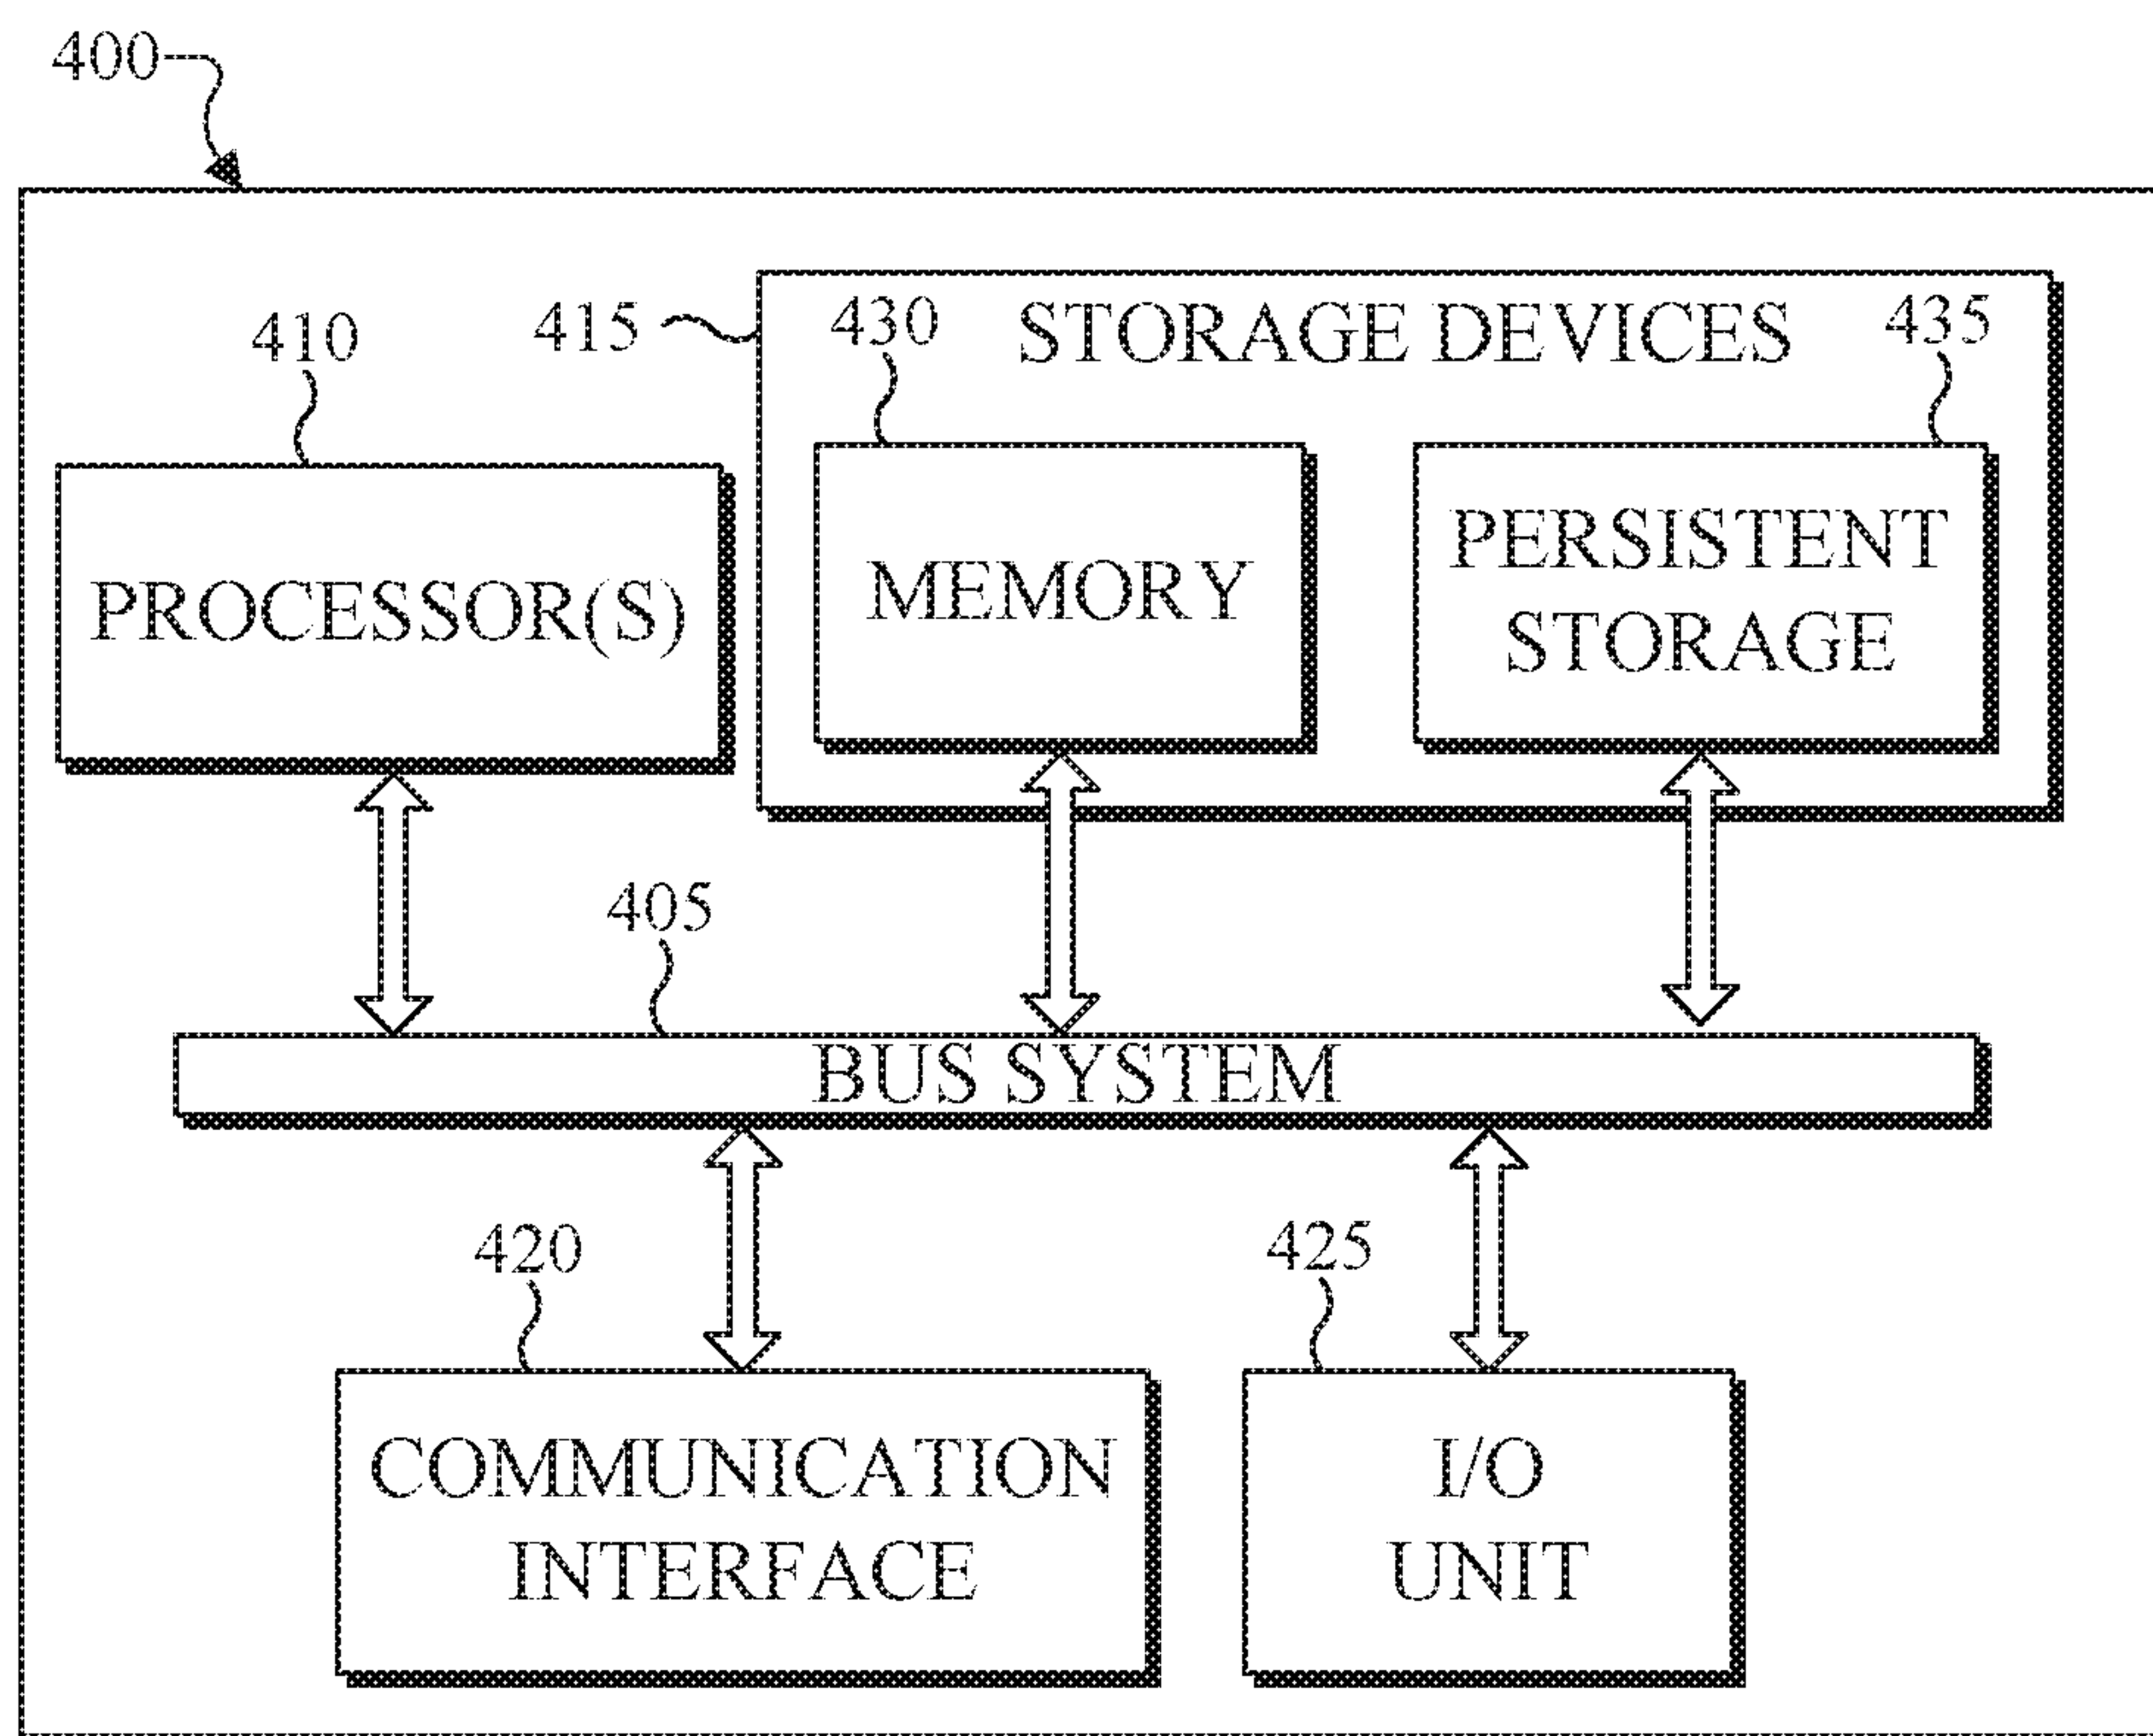 400
415
430
STORAGE DEVICES
435
410
PROCESSOR(S)
MEMORY
PERSISTENT
STORAGE
405
BUS SYSTEM
420
425
COMMUNICATION
INTERFACE
I/O
UNIT